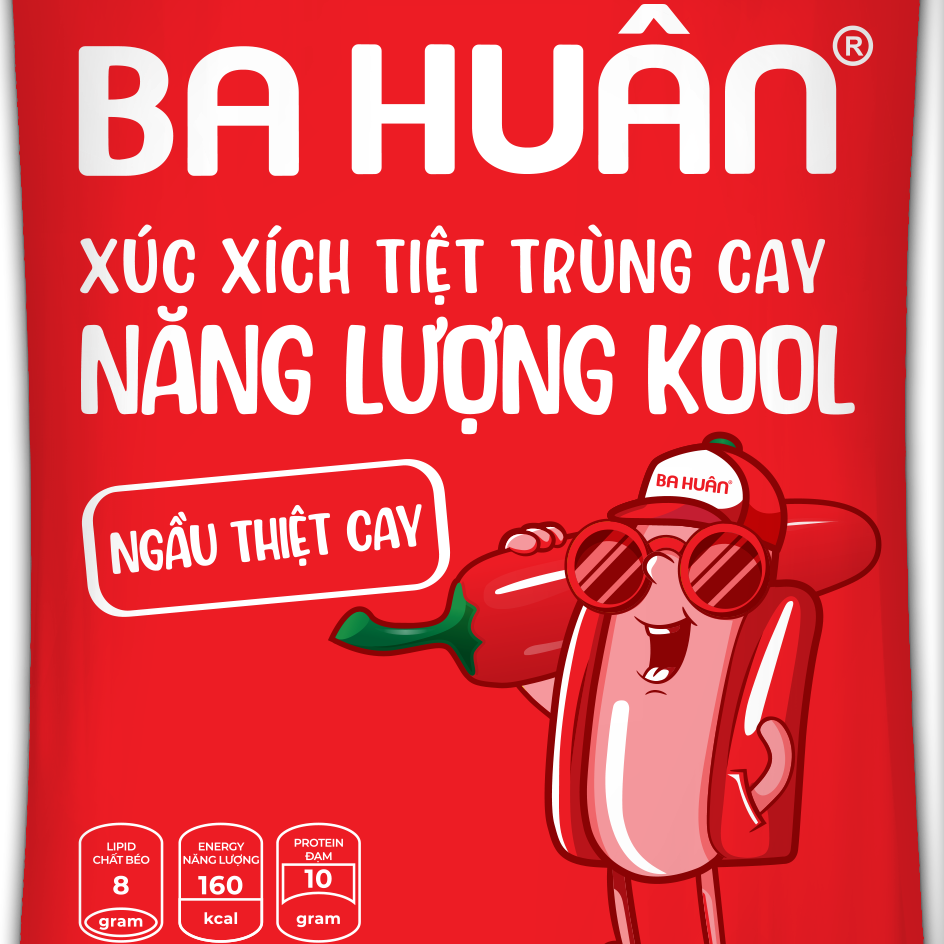 BA HUÂN®
XÚC XÍCH TIỆT TRÙNG CAY
NĂNG LƯỢNG KOOL
NGẦU THIỆT CAY
BA HUÂN®
LIPID
CHẤT BÉO
8
gram
ENERGY
NĂNG LƯỢNG
160
kcal
PROTEIN
ĐẠM
10
gram